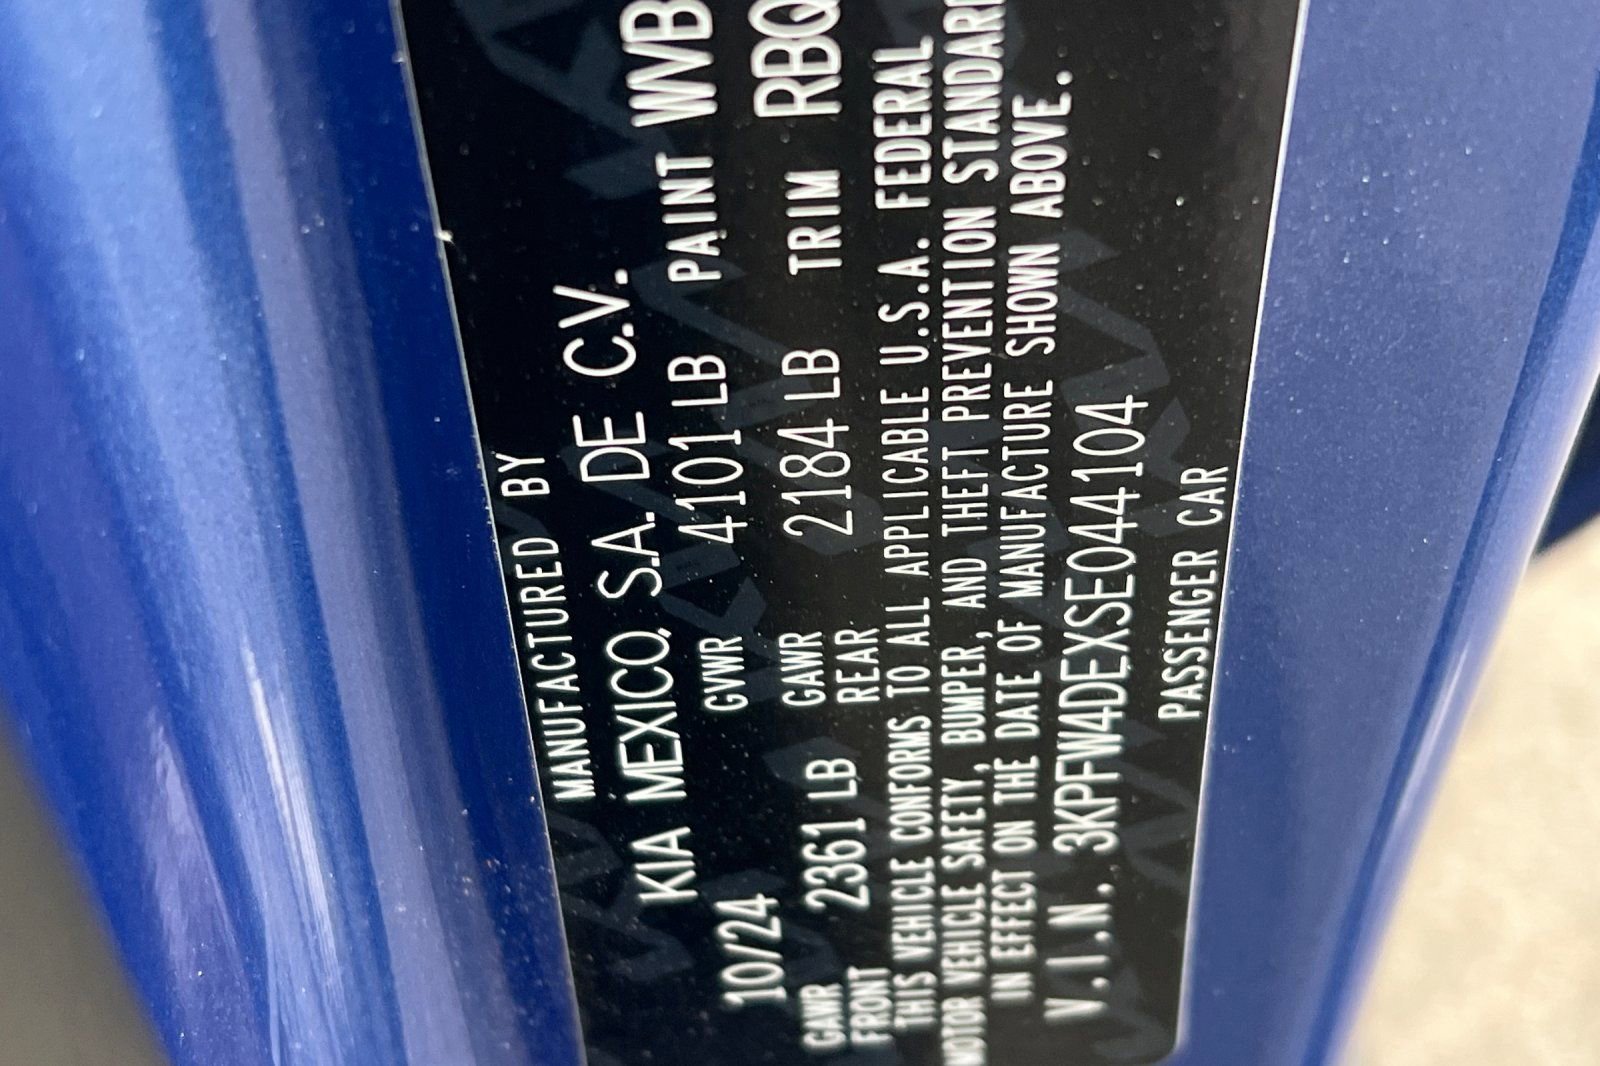 MANUFACTURED BY
KIA MEXICO, S.A. DE C.V.
10/24 GVWR 4101 LB PAINT WVB
GAWR FRONT 2361 LB GAWR REAR 2184 LB TRIM RBQ
THIS VEHICLE CONFORMS TO ALL APPLICABLE U.S.A. FEDERAL
MOTOR VEHICLE SAFETY, BUMPER, AND THEFT PREVENTION STANDARD
IN EFFECT ON THE DATE OF MANUFACTURE SHOWN ABOVE.
V.I.N. 3KPFW4DEXSE044104
PASSENGER CAR